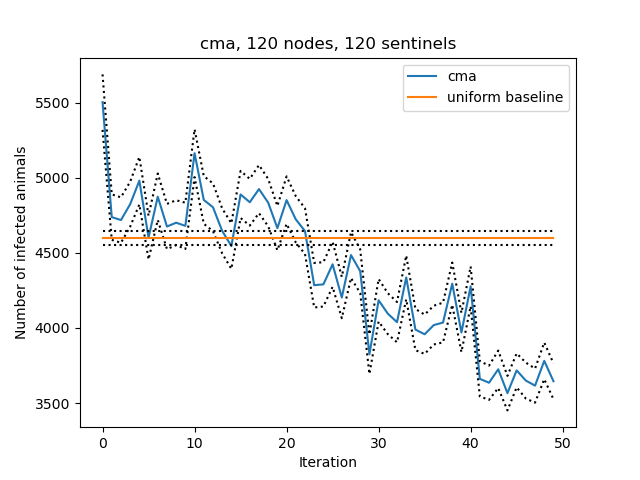 cma, 120 nodes, 120 sentinels
cma
uniform baseline
Number of infected animals
5500
5000
4500
4000
3500
0 10 20 30 40 50
Iteration